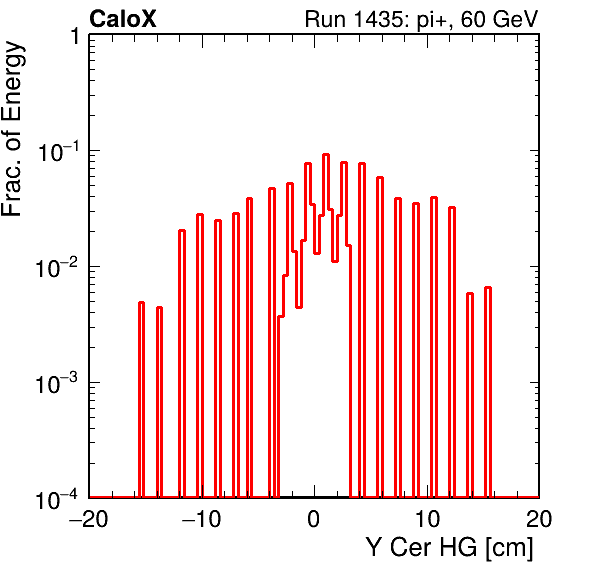 CaloX Run 1435: pi+, 60 GeV
Frac. of Energy
1
10−1
10−2
10−3
10−4
−20 −10 0 10 20
Y Cer HG [cm]